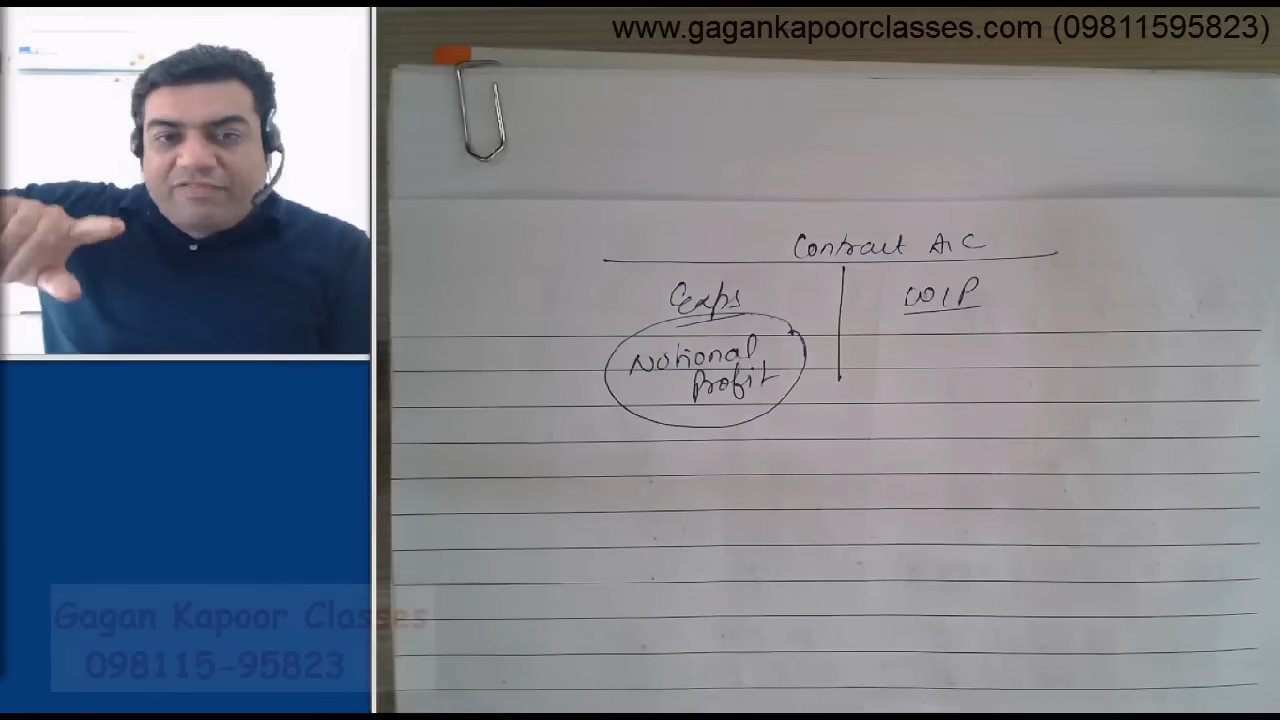 www.gagankapoorclasses.com (09811595823)
Contract A/C
Exps
WIP
Notional
Profit
Gagan Kapoor Classes
098115-95823